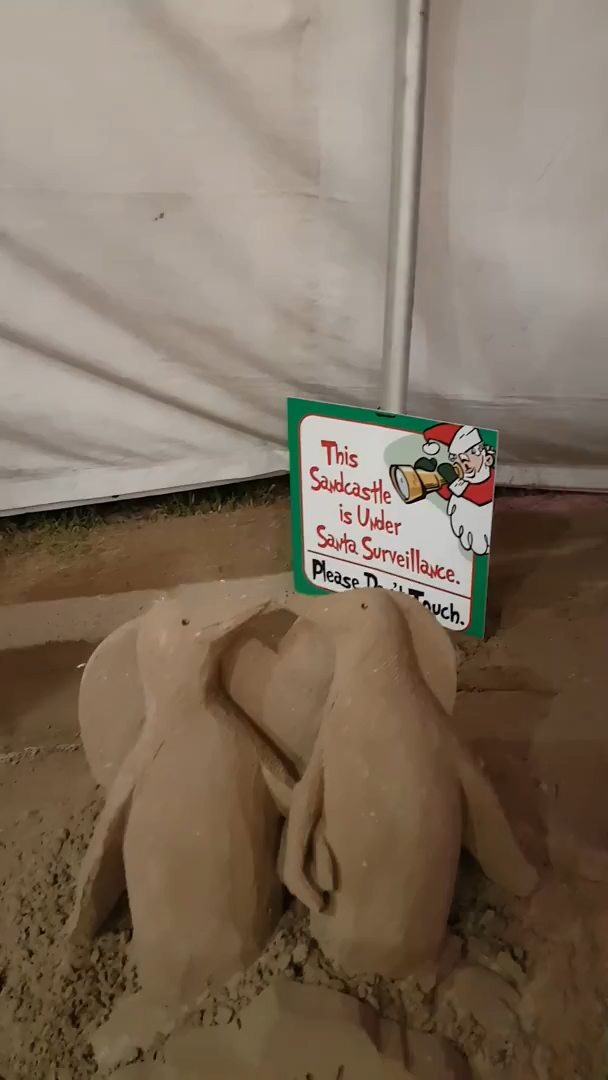 This
Sandcastle
is Under
Santa Surveillance.
Please Don't Touch.